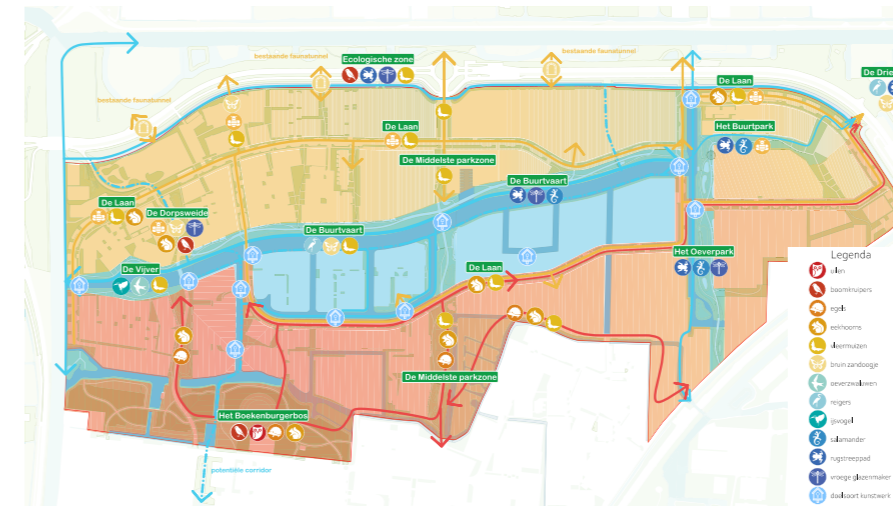 bestaande faunatunnel
Ecologische zone
bestaande faunatunnel
bestaande faunatunnel
De Laan
De Drie
De Laan
Het Buurtpark
De Middelste parkzone
De Buurtvaart
De Laan
De Dorpsweide
De Buurtvaart
Het Oeverpark
De Vijver
De Laan
De Middelste parkzone
Het Boekenburgerbos
potentiële corridor
Legenda
uilen
boomkruipers
egels
eekhoorns
vleermuizen
bruin zandoogje
oeverzwaluwen
reigers
ijsvogel
salamander
rugstreeppad
vroege glazenmaker
doelsoort kunstwerk